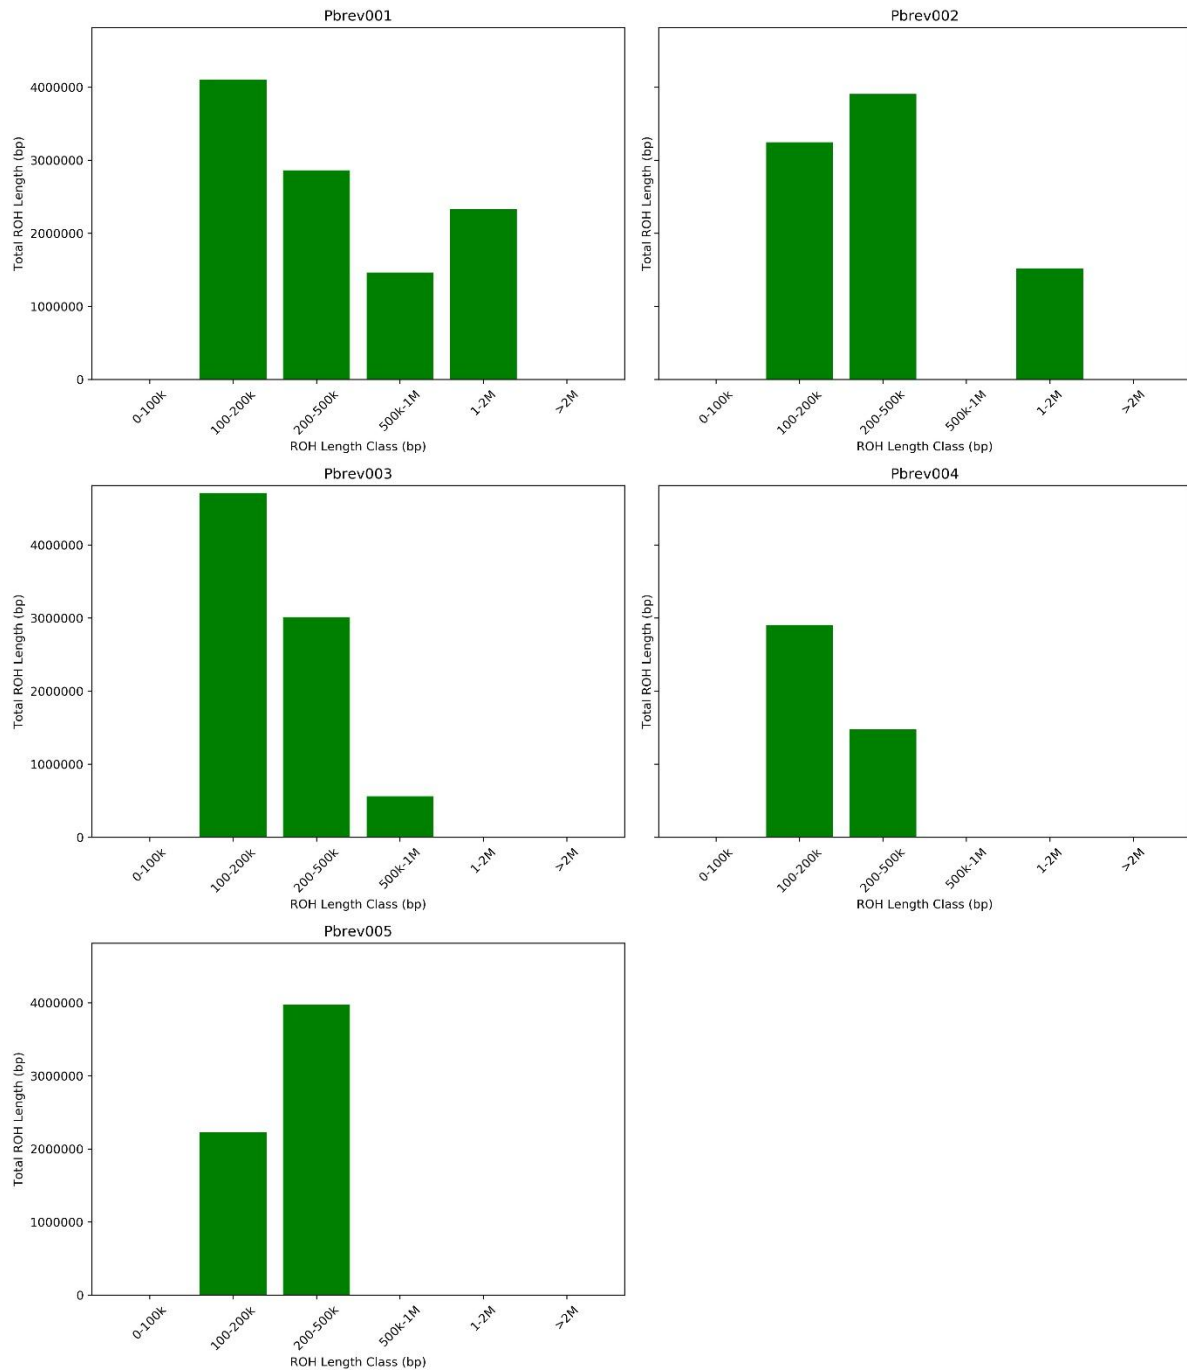 Pbrev001
Total ROH Length (bp)
4000000
3000000
2000000
1000000
0
0-100k
100-200k
200-500k
500k-1M
1-2M
>2M
ROH Length Class (bp)
Pbrev002
Total ROH Length (bp)
0-100k
100-200k
200-500k
500k-1M
1-2M
>2M
ROH Length Class (bp)
Pbrev003
Total ROH Length (bp)
4000000
3000000
2000000
1000000
0
0-100k
100-200k
200-500k
500k-1M
1-2M
>2M
ROH Length Class (bp)
Pbrev004
Total ROH Length (bp)
0-100k
100-200k
200-500k
500k-1M
1-2M
>2M
ROH Length Class (bp)
Pbrev005
Total ROH Length (bp)
4000000
3000000
2000000
1000000
0
0-100k
100-200k
200-500k
500k-1M
1-2M
>2M
ROH Length Class (bp)